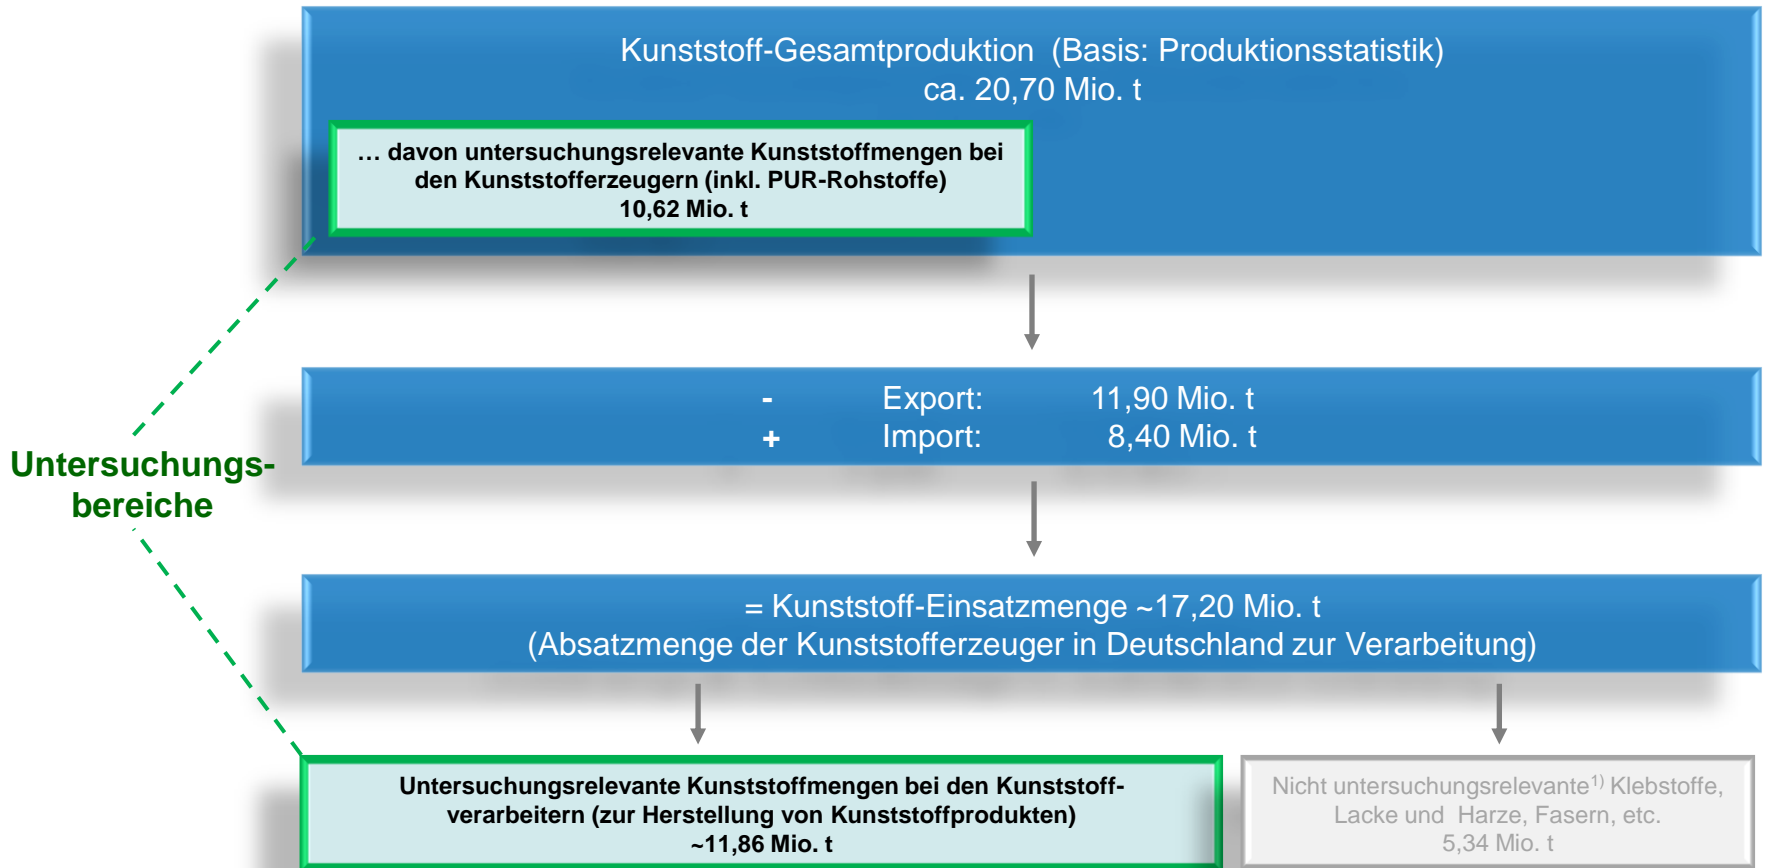 Kunststoff-Gesamtproduktion (Basis: Produktionsstatistik)
ca. 20,70 Mio. t
… davon untersuchungsrelevante Kunststoffmengen bei
den Kunststofferzeugern (inkl. PUR-Rohstoffe)
10,62 Mio. t
- Export: 11,90 Mio. t
+ Import: 8,40 Mio. t
Untersuchungs-
bereiche
= Kunststoff-Einsatzmenge ~17,20 Mio. t
(Absatzmenge der Kunststofferzeuger in Deutschland zur Verarbeitung)
Untersuchungsrelevante Kunststoffmengen bei den Kunststoff-
verarbeitern (zur Herstellung von Kunststoffprodukten)
~11,86 Mio. t
Nicht untersuchungsrelevante¹⁾ Klebstoffe,
Lacke und Harze, Fasern, etc.
5,34 Mio. t